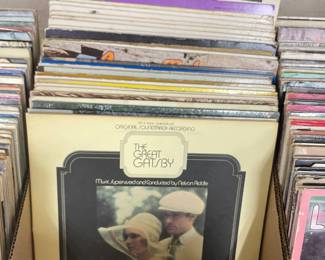 ORIGINAL SOUNDTRACK RECORDING
THE
GREAT
GATSBY
Music Supervised and Conducted by Nelson Riddle
L